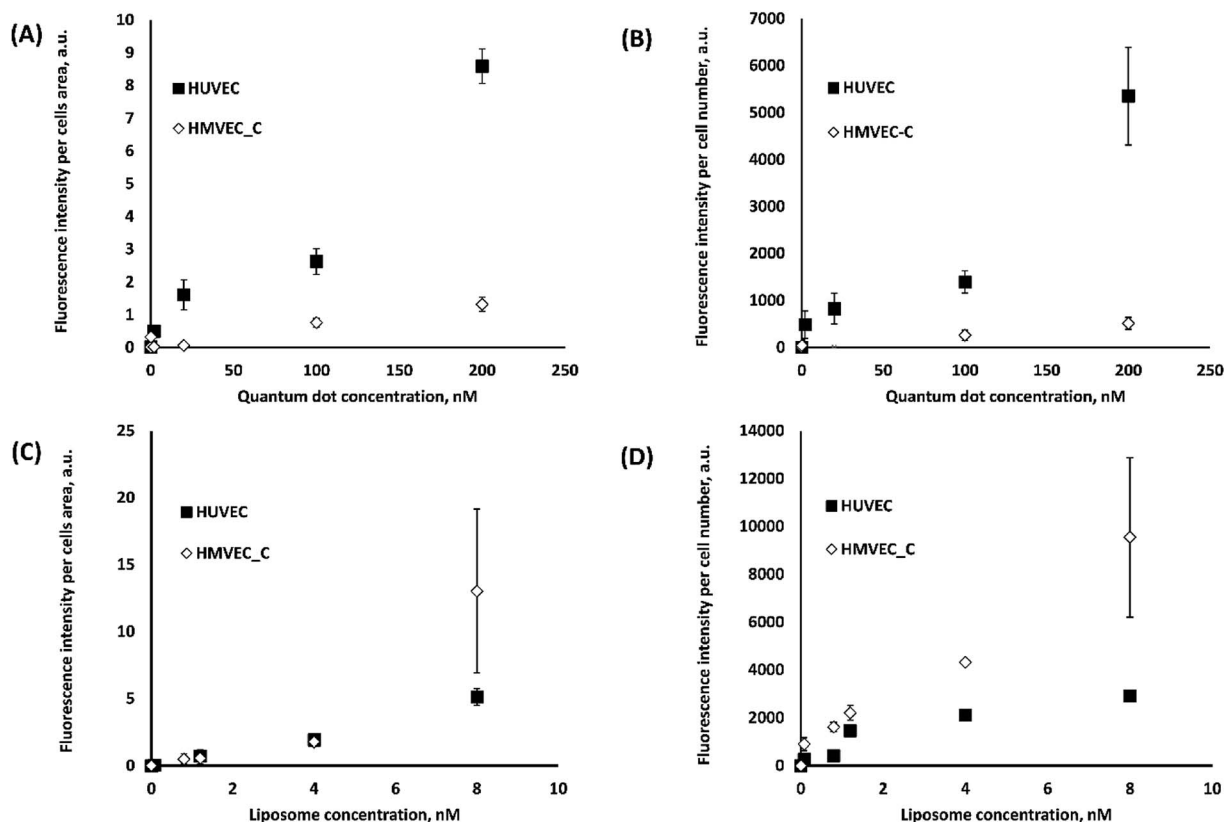 (A)
Fluorescence intensity per cells area, a.u.
10
9
8
7
6
5
4
3
2
1
0
HUVEC
HMVEC_C
0 50 100 150 200 250
Quantum dot concentration, nM
(B)
Fluorescence intensity per cell number, a.u.
7000
6000
5000
4000
3000
2000
1000
0
HUVEC
HMVEC-C
0 50 100 150 200 250
Quantum dot concentration, nM
(C)
Fluorescence intensity per cells area, a.u.
25
20
15
10
5
0
HUVEC
HMVEC_C
0 2 4 6 8 10
Liposome concentration, nM
(D)
Fluorescence intensity per cell number, a.u.
14000
12000
10000
8000
6000
4000
2000
0
HUVEC
HMVEC_C
0 2 4 6 8 10
Liposome concentration, nM